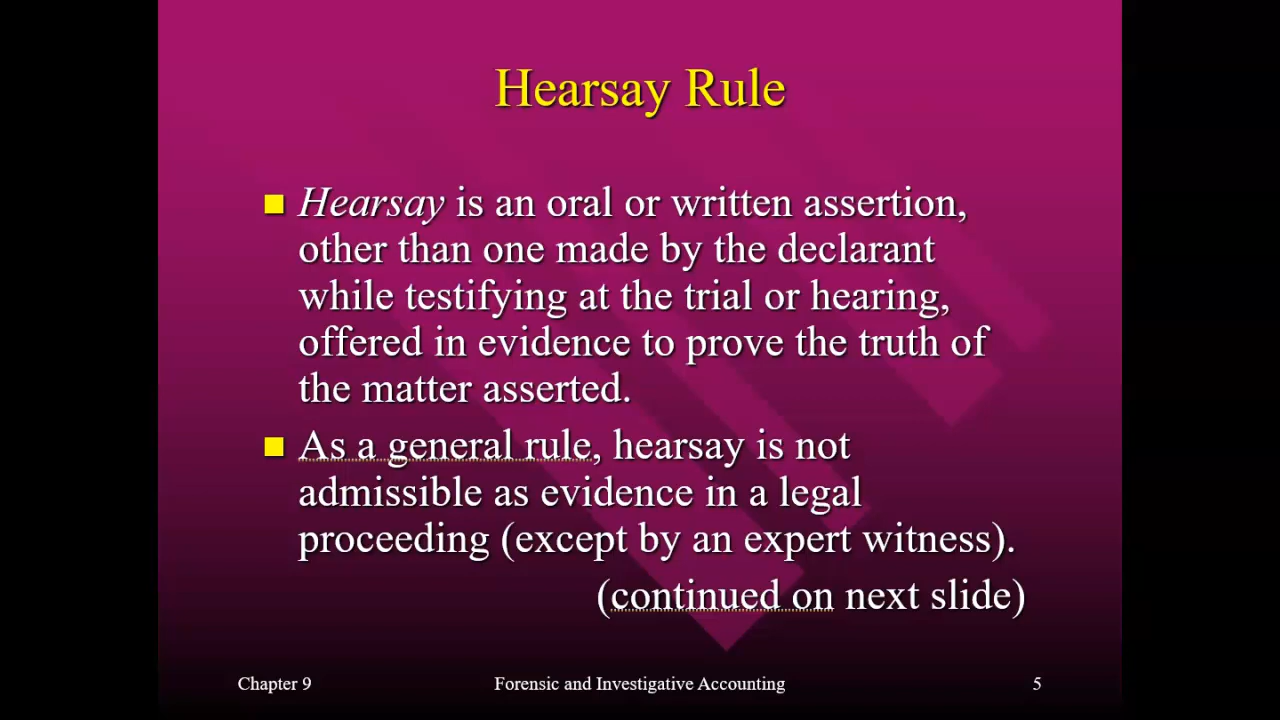 Hearsay Rule
Hearsay is an oral or written assertion,
other than one made by the declarant
while testifying at the trial or hearing,
offered in evidence to prove the truth of
the matter asserted.
As a general rule, hearsay is not
admissible as evidence in a legal
proceeding (except by an expert witness).
(continued on next slide)
Chapter 9
Forensic and Investigative Accounting
5